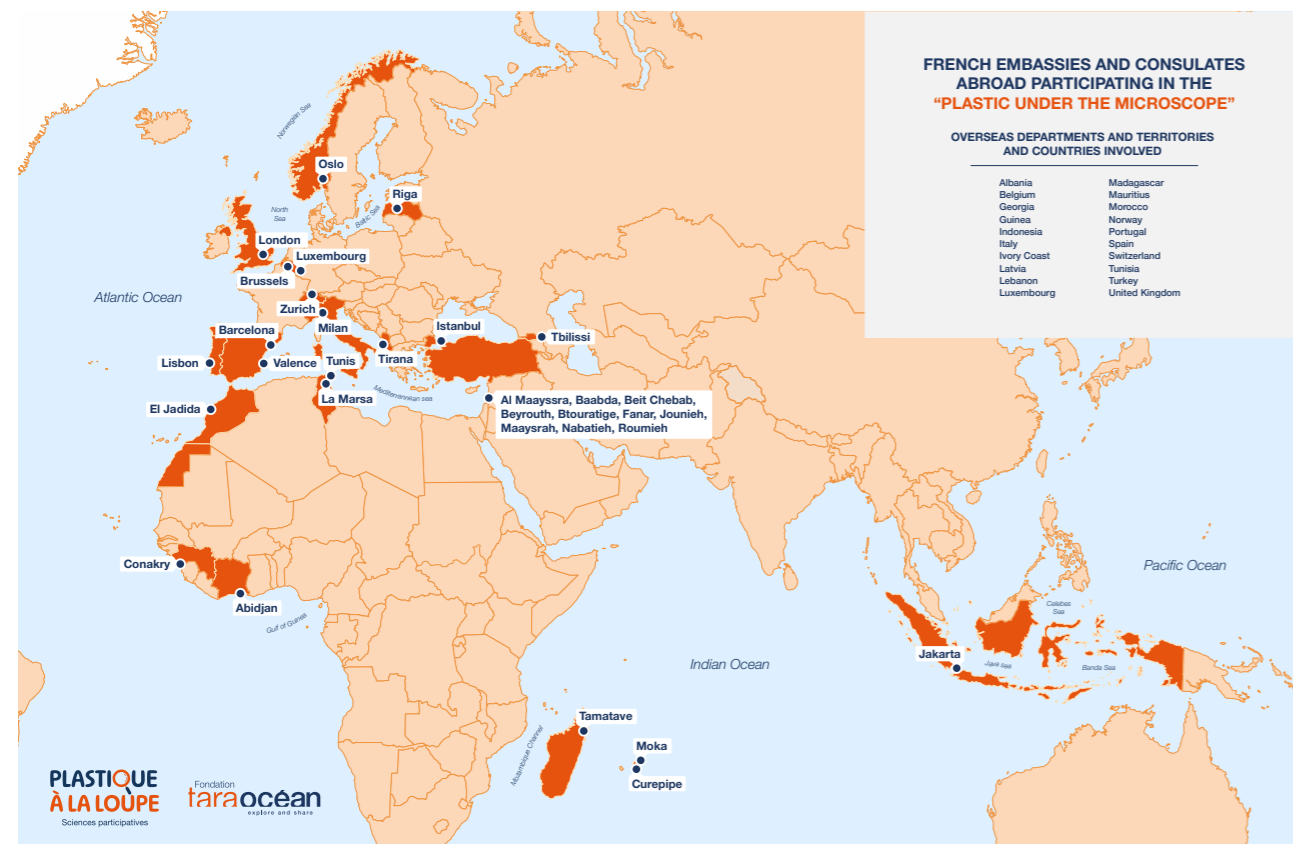 FRENCH EMBASSIES AND CONSULATES
ABROAD PARTICIPATING IN THE
“PLASTIC UNDER THE MICROSCOPE”
OVERSEAS DEPARTMENTS AND TERRITORIES
AND COUNTRIES INVOLVED
Albania
Belgium
Georgia
Guinea
Indonesia
Italy
Ivory Coast
Latvia
Lebanon
Luxembourg
Madagascar
Mauritius
Morocco
Norway
Portugal
Spain
Switzerland
Tunisia
Turkey
United Kingdom
Norwegian Sea
Oslo
Riga
North
Sea
Baltic Sea
London
Luxembourg
Brussels
Atlantic Ocean
Zurich
Milan
Barcelona
Istanbul
Tbilissi
Lisbon
Valence
Tunis
Tirana
La Marsa
Mediterrannean sea
El Jadida
Al Maayssra, Baabda, Beit Chebab,
Beyrouth, Btouratige, Fanar, Jounieh,
Maaysrah, Nabatieh, Roumieh
Conakry
Abidjan
Gulf of Guinea
Pacific Ocean
Celebes
Sea
Jakarta
Java sea
Banda Sea
Indian Ocean
Tamatave
Mozambique Channel
Moka
Curepipe
PLASTIQUE
À LA LOUPE
Sciences participatives
Fondation
tara océan
explore and share